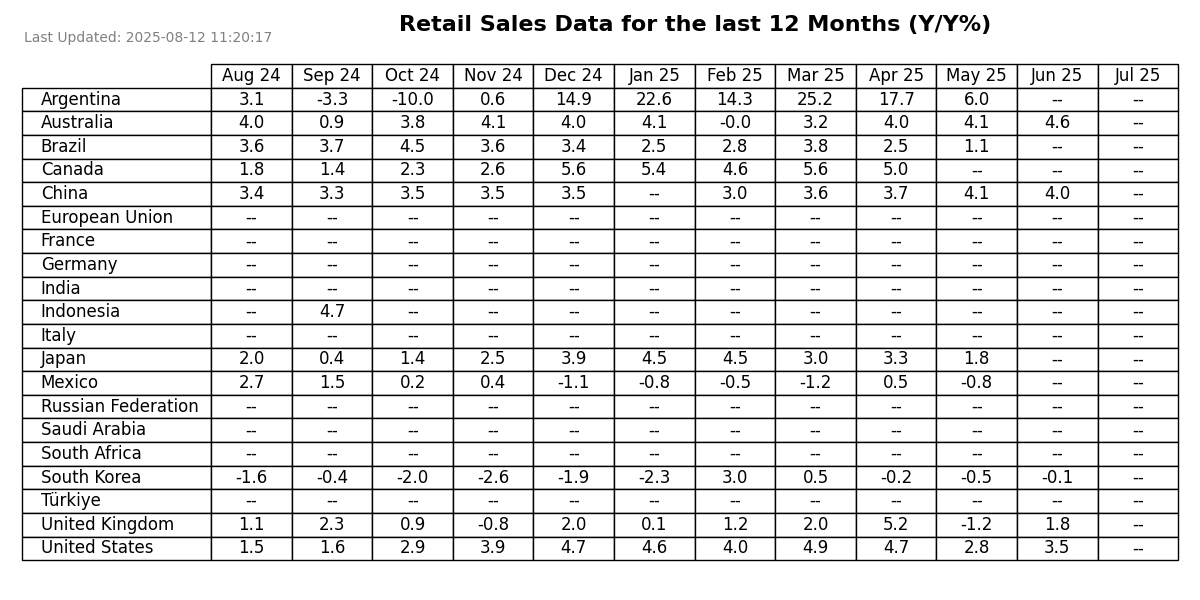 Retail Sales Data for the last 12 Months (Y/Y%)
Last Updated: 2025-08-12 11:20:17
Aug 24 Sep 24 Oct 24 Nov 24 Dec 24 Jan 25 Feb 25 Mar 25 Apr 25 May 25 Jun 25 Jul 25
Argentina 3.1 -3.3 -10.0 0.6 14.9 22.6 14.3 25.2 17.7 6.0 -- --
Australia 4.0 0.9 3.8 4.1 4.0 4.1 -0.0 3.2 4.0 4.1 4.6 --
Brazil 3.6 3.7 4.5 3.6 3.4 2.5 2.8 3.8 2.5 1.1 -- --
Canada 1.8 1.4 2.3 2.6 5.6 5.4 4.6 5.6 5.0 -- -- --
China 3.4 3.3 3.5 3.5 3.5 -- 3.0 3.6 3.7 4.1 4.0 --
European Union -- -- -- -- -- -- -- -- -- -- -- --
France -- -- -- -- -- -- -- -- -- -- -- --
Germany -- -- -- -- -- -- -- -- -- -- -- --
India -- -- -- -- -- -- -- -- -- -- -- --
Indonesia -- 4.7 -- -- -- -- -- -- -- -- -- --
Italy -- -- -- -- -- -- -- -- -- -- -- --
Japan 2.0 0.4 1.4 2.5 3.9 4.5 4.5 3.0 3.3 1.8 -- --
Mexico 2.7 1.5 0.2 0.4 -1.1 -0.8 -0.5 -1.2 0.5 -0.8 -- --
Russian Federation -- -- -- -- -- -- -- -- -- -- -- --
Saudi Arabia -- -- -- -- -- -- -- -- -- -- -- --
South Africa -- -- -- -- -- -- -- -- -- -- -- --
South Korea -1.6 -0.4 -2.0 -2.6 -1.9 -2.3 3.0 0.5 -0.2 -0.5 -0.1 --
Türkiye -- -- -- -- -- -- -- -- -- -- -- --
United Kingdom 1.1 2.3 0.9 -0.8 2.0 0.1 1.2 2.0 5.2 -1.2 1.8 --
United States 1.5 1.6 2.9 3.9 4.7 4.6 4.0 4.9 4.7 2.8 3.5 --